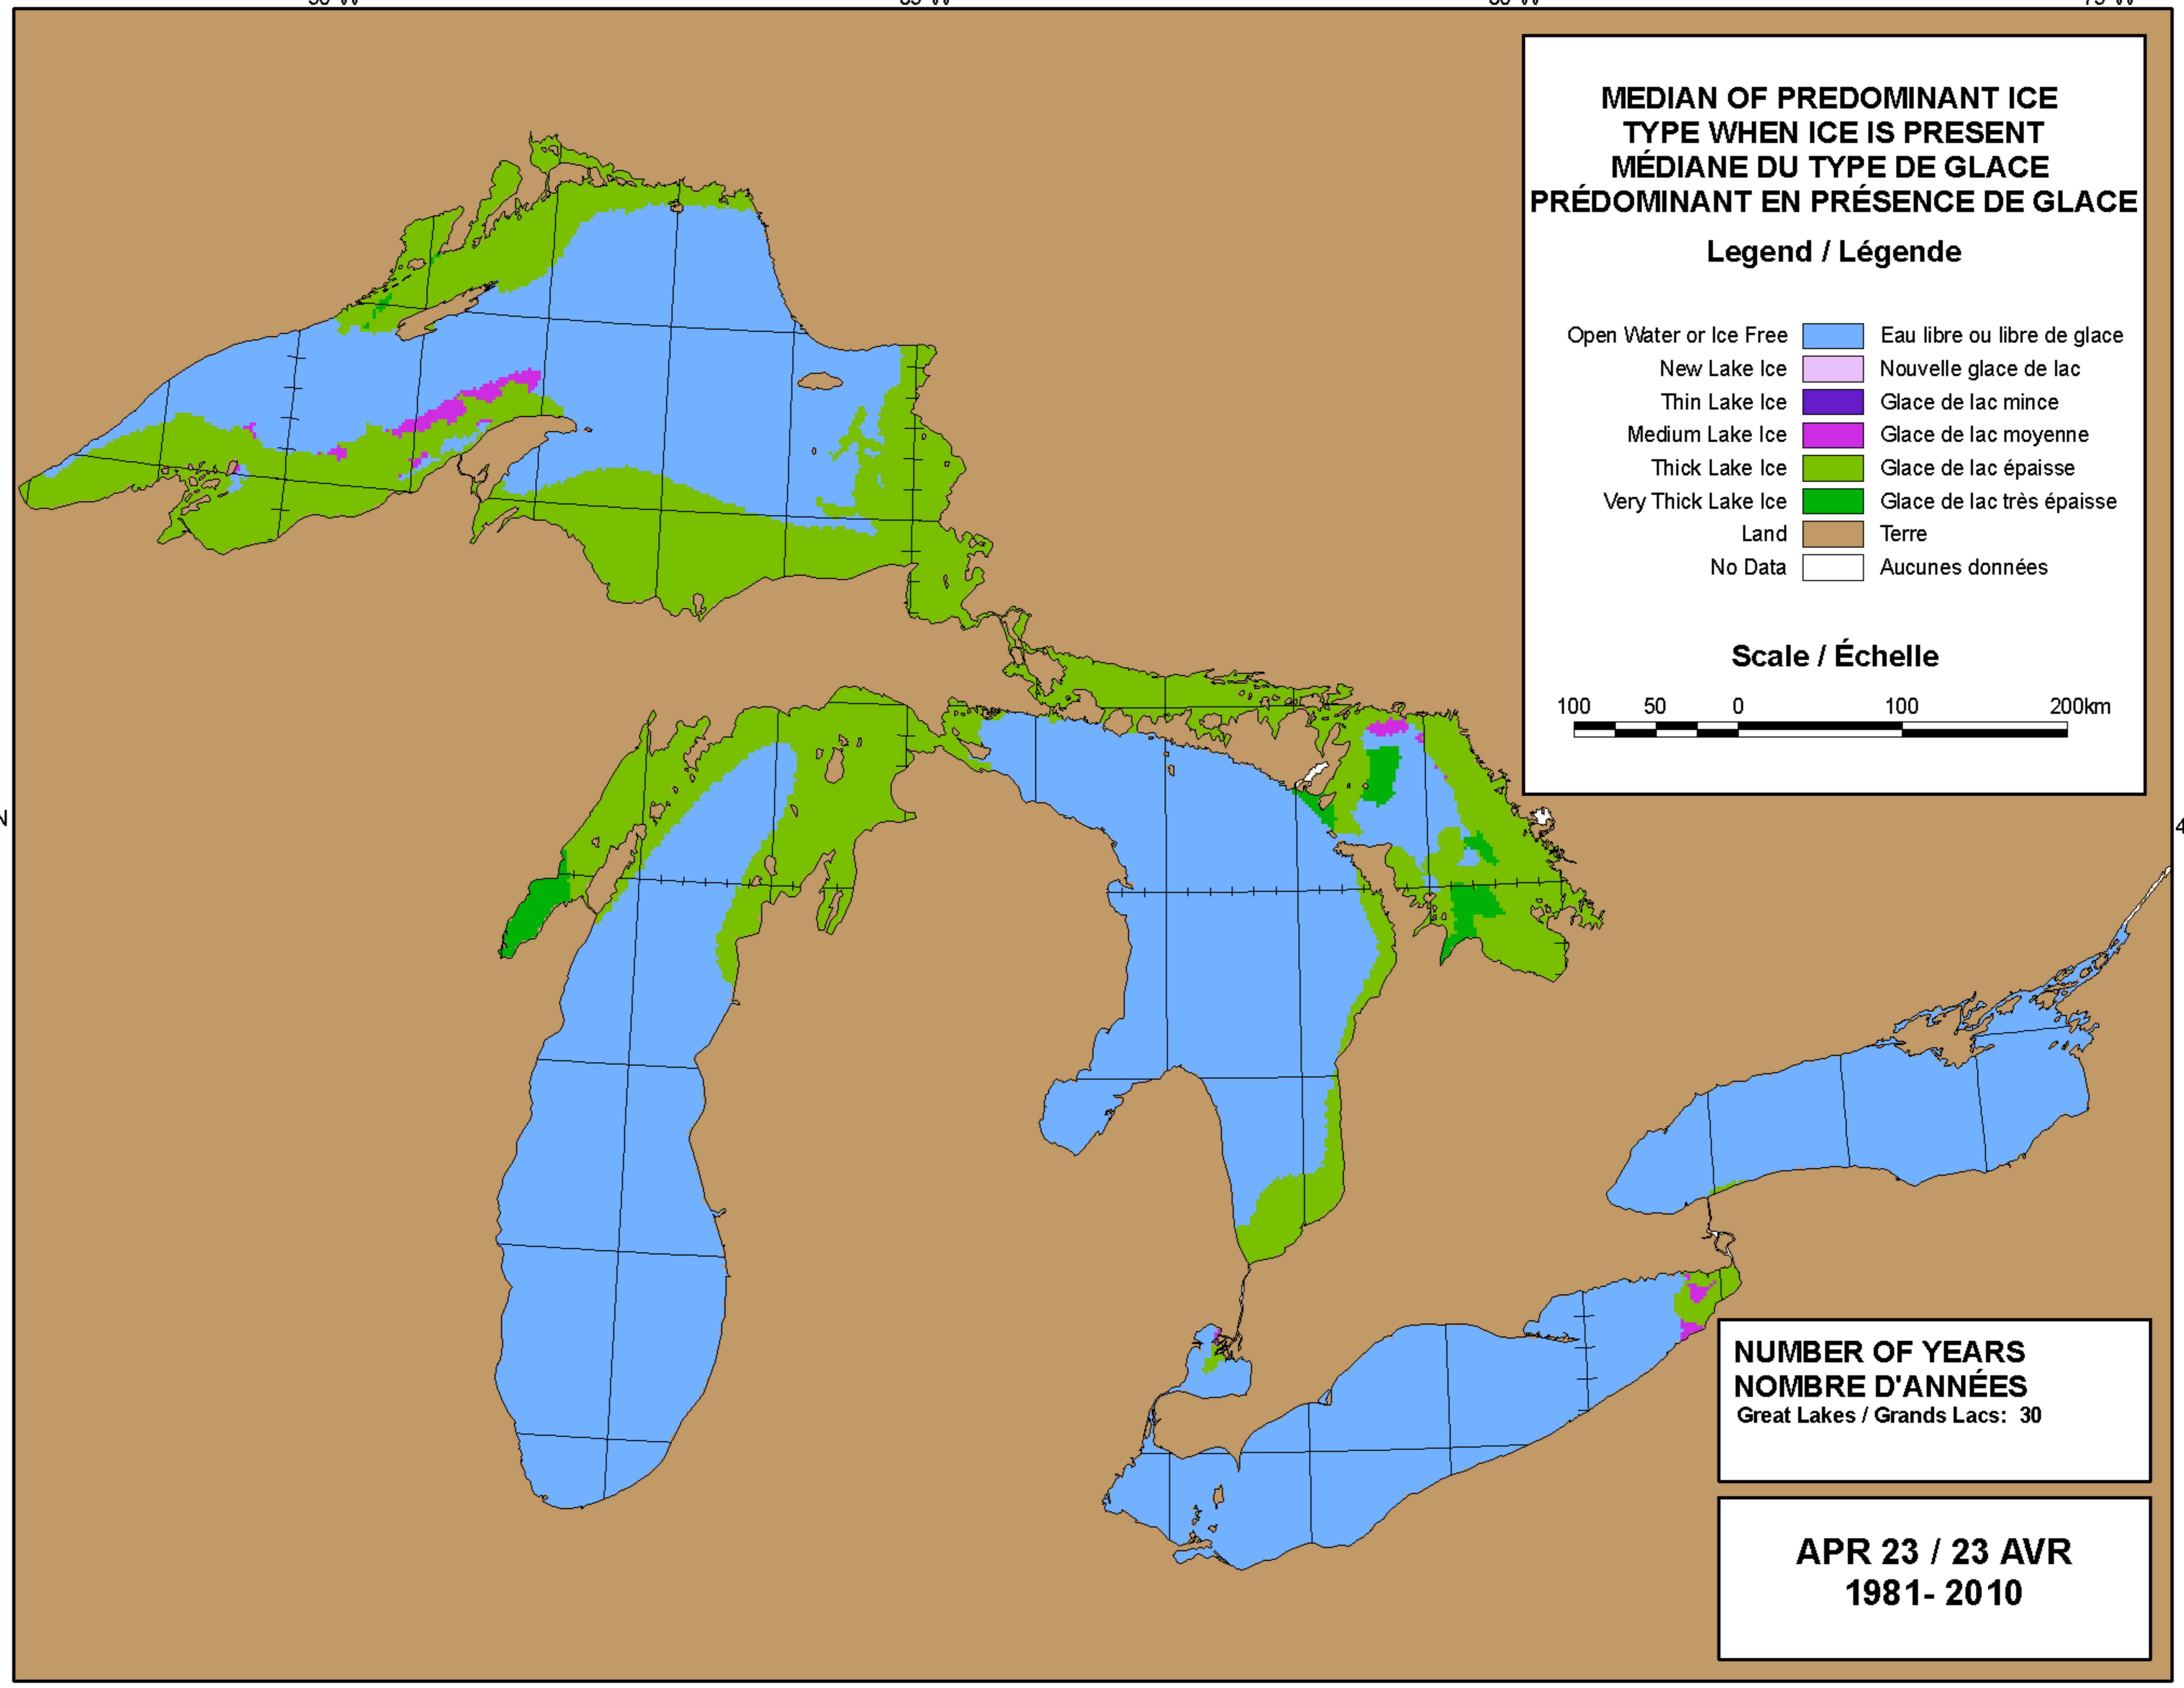 MEDIAN OF PREDOMINANT ICE
TYPE WHEN ICE IS PRESENT
MÉDIANE DU TYPE DE GLACE
PRÉDOMINANT EN PRÉSENCE DE GLACE
Legend / Légende
Open Water or Ice Free Eau libre ou libre de glace
New Lake Ice Nouvelle glace de lac
Thin Lake Ice Glace de lac mince
Medium Lake Ice Glace de lac moyenne
Thick Lake Ice Glace de lac épaisse
Very Thick Lake Ice Glace de lac très épaisse
Land Terre
No Data Aucunes données
Scale / Échelle
100 50 0 100 200km
N
4
NUMBER OF YEARS
NOMBRE D'ANNÉES
Great Lakes / Grands Lacs: 30
APR 23 / 23 AVR
1981- 2010